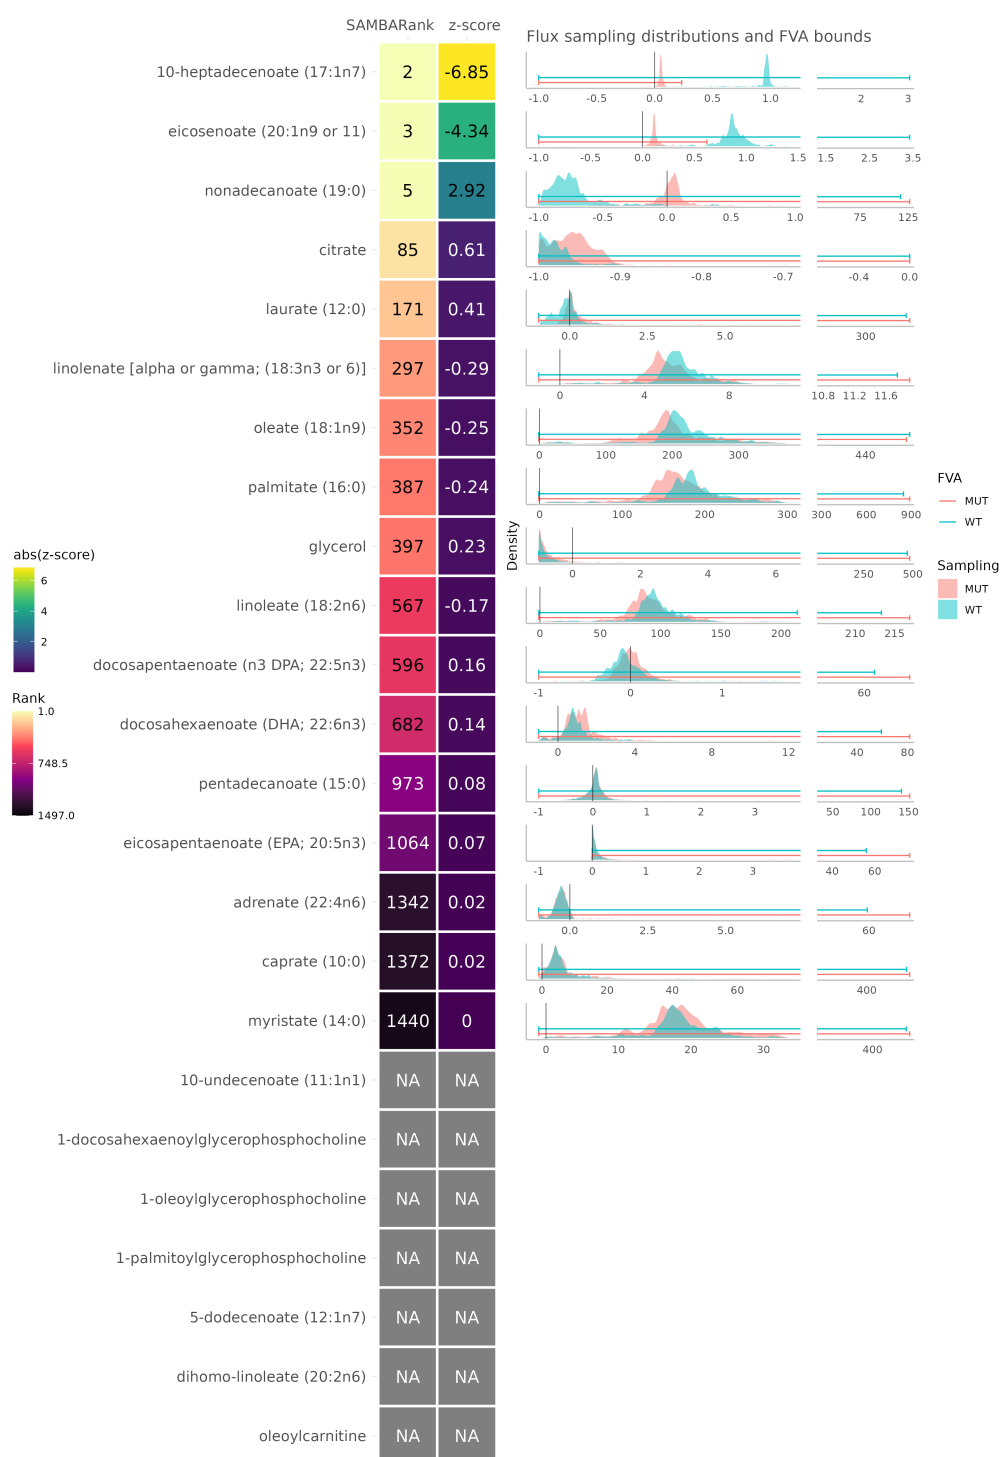 SAMBARank z-score
Flux sampling distributions and FVA bounds
10-heptadecenoate (17:1n7) 2 -6.85
-1.0 -0.5 0.0 0.5 1.0 2 3
eicosenoate (20:1n9 or 11) 3 -4.34
-1.0 -0.5 0.0 0.5 1.0 1.5 1.5 2.5 3.5
nonadecanoate (19:0) 5 2.92
-1.0 -0.5 0.0 0.5 1.0 75 125
citrate 85 0.61
-1.0 -0.9 -0.8 -0.7 -0.4 0.0
laurate (12:0) 171 0.41
0.0 2.5 5.0 300
linolenate [alpha or gamma; (18:3n3 or 6)] 297 -0.29
0 4 8 10.8 11.2 11.6
oleate (18:1n9) 352 -0.25
0 100 200 300 440
palmitate (16:0) 387 -0.24
0 100 200 300 300 600 900
glycerol 397 0.23
0 2 4 6 250 500
linoleate (18:2n6) 567 -0.17
0 50 100 150 200 210 215
docosapentaenoate (n3 DPA; 22:5n3) 596 0.16
-1 0 1 60
docosahexaenoate (DHA; 22:6n3) 682 0.14
0 4 8 12 40 80
pentadecanoate (15:0) 973 0.08
-1 0 1 2 3 50 100 150
eicosapentaenoate (EPA; 20:5n3) 1064 0.07
-1 0 1 2 3 40 60
adrenate (22:4n6) 1342 0.02
0.0 2.5 5.0 60
caprate (10:0) 1372 0.02
0 20 40 60 400
myristate (14:0) 1440 0
0 10 20 30 400
10-undecenoate (11:1n1) NA NA
1-docosahexaenoylglycerophosphocholine NA NA
1-oleoylglycerophosphocholine NA NA
1-palmitoylglycerophosphocholine NA NA
5-dodecenoate (12:1n7) NA NA
dihomo-linoleate (20:2n6) NA NA
oleoylcarnitine NA NA
Density
abs(z-score)
6
4
2
Rank
1.0
748.5
1497.0
FVA
MUT
WT
Sampling
MUT
WT